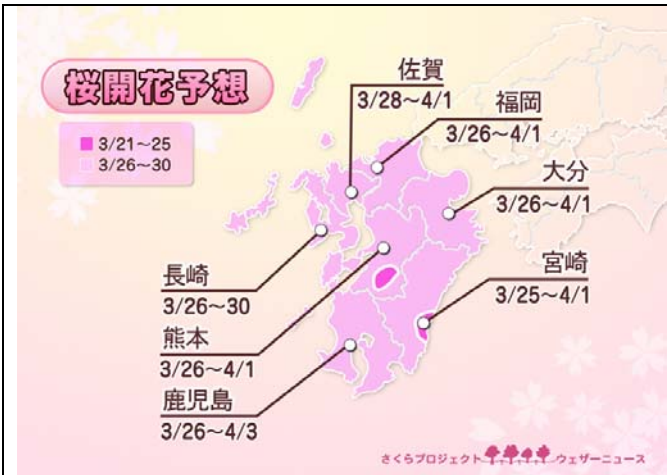 桜開花予想
3/21～25
3/26～30
佐賀
3/28～4/1
福岡
3/26～4/1
大分
3/26～4/1
宮崎
3/25～4/1
長崎
3/26～30
熊本
3/26～4/1
鹿児島
3/26～4/3
さくらプロジェクト ウェザーニュース